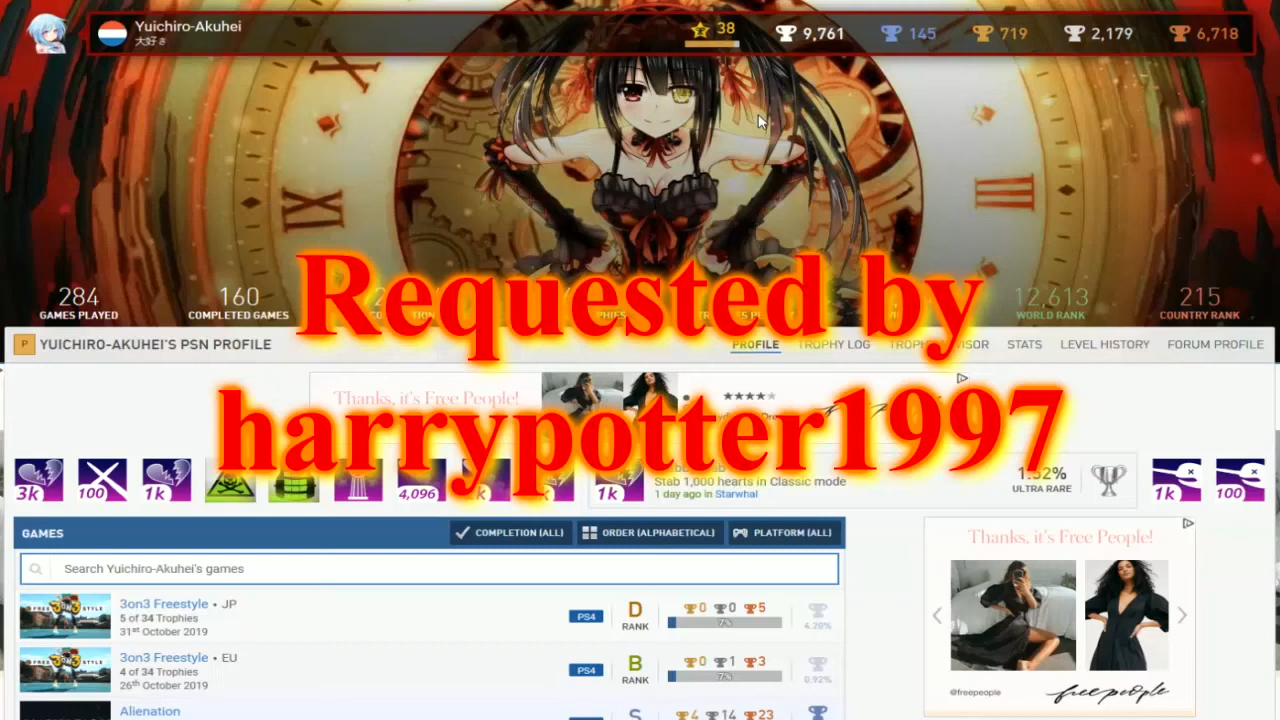 Yuichiro-Akuhei
大好き
38
9,761
145
719
2,179
6,718
284
GAMES PLAYED
160
COMPLETED GAMES
12,613
WORLD RANK
215
COUNTRY RANK
Requested by
harrypotter1997
P YUICHIRO-AKUHEI'S PSN PROFILE
PROFILE
TROPHY LOG
STATS
LEVEL HISTORY
FORUM PROFILE
Thanks, it's Free People!
3k
100
1k
4,096
1k
Stab 1,000 hearts in Classic mode
1 day ago in Starwhal
ULTRA RARE
1k
100
GAMES
COMPLETION (ALL)
ORDER (ALPHABETICAL)
PLATFORM (ALL)
Search Yuichiro-Akuhei's games
3on3 Freestyle • JP
5 of 34 Trophies
31st October 2019
PS4
D
RANK
0 0 5
7%
4.20%
3on3 Freestyle • EU
4 of 34 Trophies
26th October 2019
PS4
B
RANK
0 1 3
7%
0.92%
Alienation
S
4 14 23
Thanks, it's Free People!
@freepeople
free people